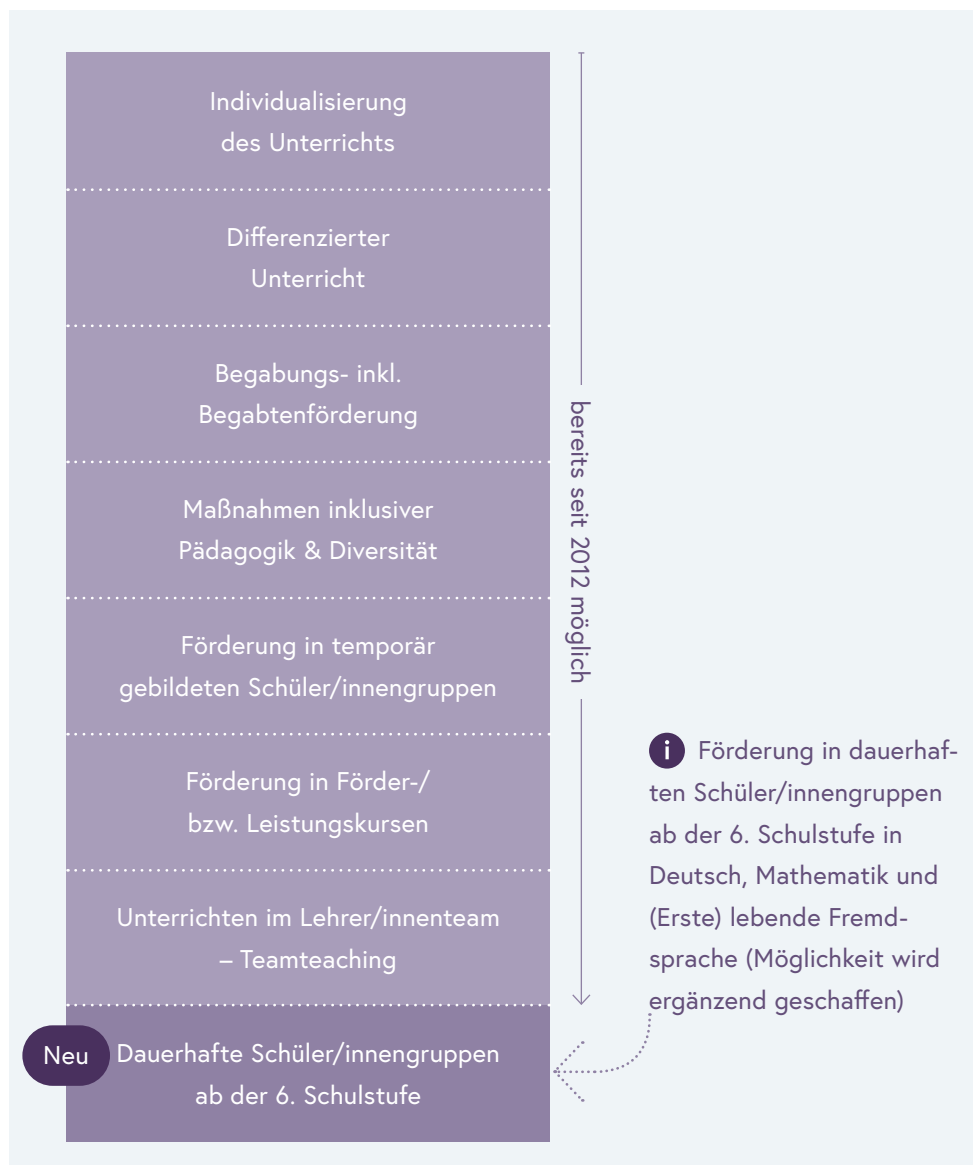 Individualisierung
des Unterrichts
Differenzierter
Unterricht
Begabungs- inkl.
Begabtenförderung
Maßnahmen inklusiver
Pädagogik & Diversität
Förderung in temporär
gebildeten Schüler/innengruppen
Förderung in Förder-/
bzw. Leistungskursen
Unterrichten im Lehrer/innenteam
– Teamteaching
bereits seit 2012 möglich
Neu
Dauerhafte Schüler/innengruppen
ab der 6. Schulstufe
i Förderung in dauerhaf-
ten Schüler/innengruppen
ab der 6. Schulstufe in
Deutsch, Mathematik und
(Erste) lebende Fremd-
sprache (Möglichkeit wird
ergänzend geschaffen)